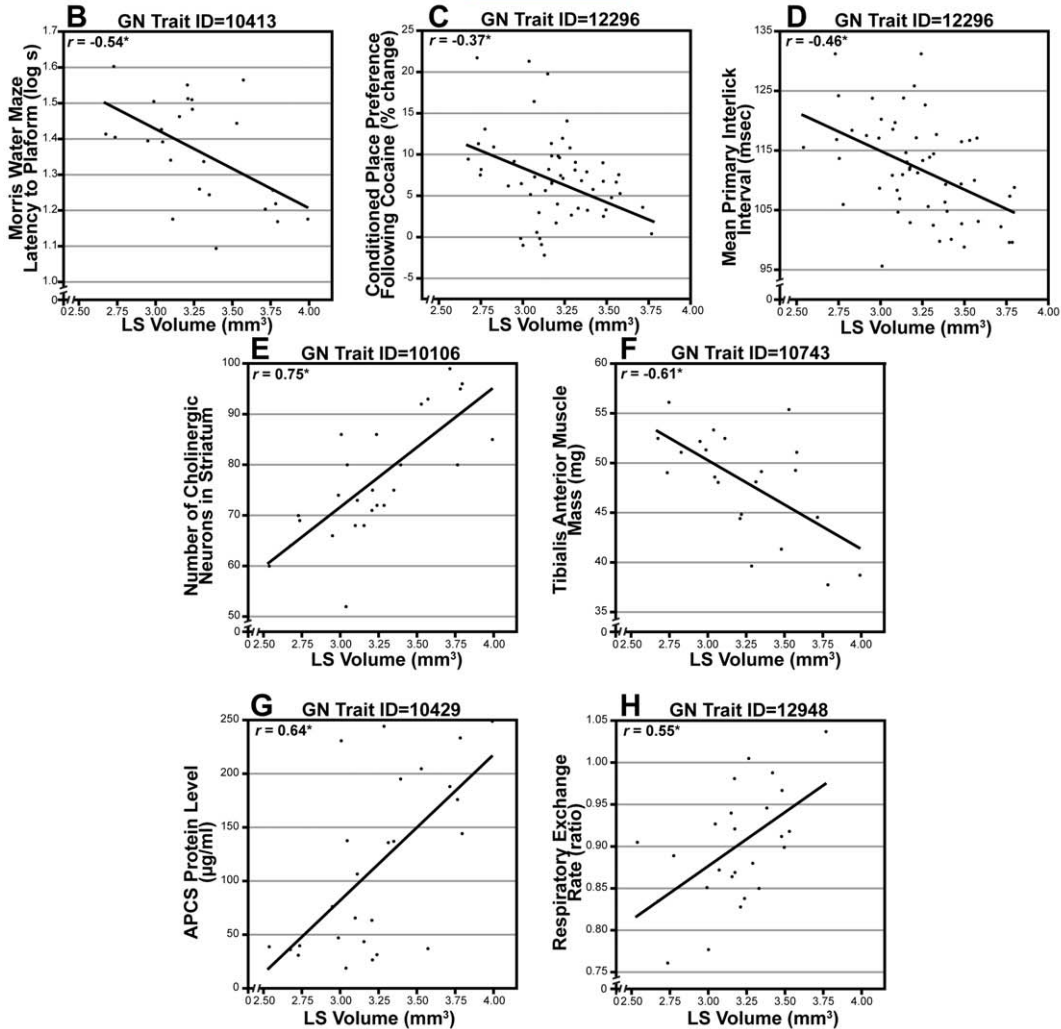 B
GN Trait ID=10413
r = -0.54*
Morris Water Maze
Latency to Plaform (log s)
1.7
1.6
1.5
1.4
1.3
1.2
1.1
1.0
0
0 2.50 2.75 3.00 3.25 3.50 3.75 4.00
LS Volume (mm³)
C
GN Trait ID=12296
r = -0.37*
Conditioned Place Preference
Following Cocaine (% change)
25
20
15
10
5
0
-5
2.50 2.75 3.00 3.25 3.50 3.75 4.00
LS Volume (mm³)
D
GN Trait ID=12296
r = -0.46*
Mean Primary Interlick
Interval (msec)
135
125
115
105
95
0
0 2.50 2.75 3.00 3.25 3.50 3.75 4.00
LS Volume (mm³)
E
GN Trait ID=10106
r = 0.75*
Number of Cholinergic
Neurons in Striatum
100
90
80
70
60
50
0
0 2.50 2.75 3.00 3.25 3.50 3.75 4.00
LS Volume (mm³)
F
GN Trait ID=10743
r = -0.61*
Tibialis Anterior Muscle
Mass (mg)
60
55
50
45
40
35
0
0 2.50 2.75 3.00 3.25 3.50 3.75 4.00
LS Volume (mm³)
G
GN Trait ID=10429
r = 0.64*
APCS Protein Level
(µg/ml)
250
200
150
100
50
0
0 2.50 2.75 3.00 3.25 3.50 3.75 4.00
LS Volume (mm³)
H
GN Trait ID=12948
r = 0.55*
Respiratory Exchange
Rate (ratio)
1.05
1.00
0.95
0.90
0.85
0.80
0.75
0
0 2.50 2.75 3.00 3.25 3.50 3.75 4.00
LS Volume (mm³)